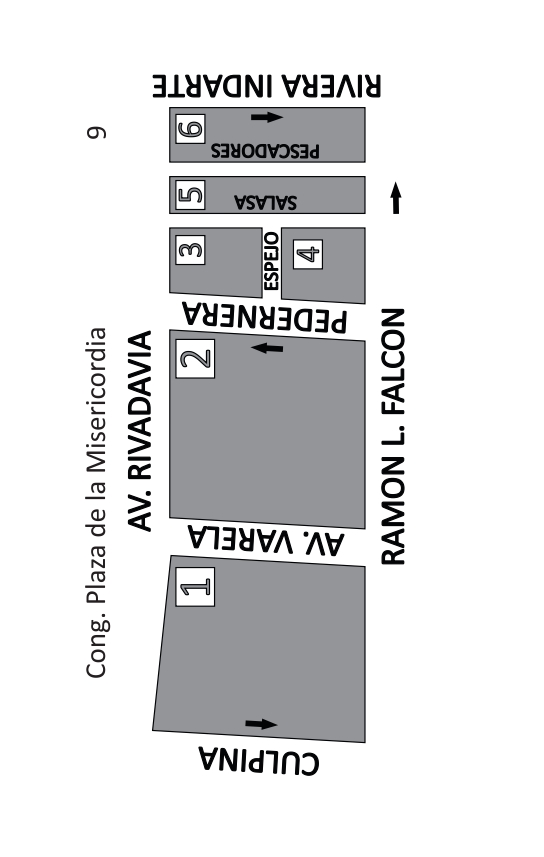 Cong. Plaza de la Misericordia 9
AV. RIVADAVIA
CULPINA
1
AV. VARELA
2
PEDERNERA
3
ESPEJO
4
5
SALASA
6
PESCADORES
RIVERA INDARTE
RAMON L. FALCON